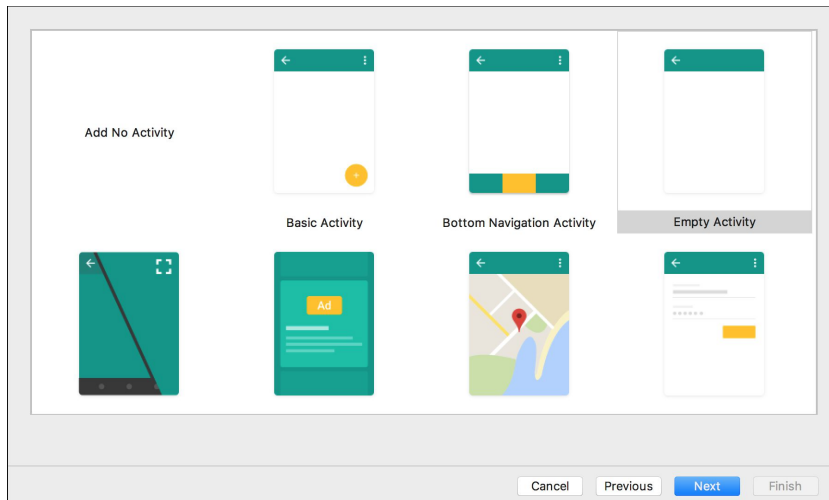 Add No Activity
Basic Activity
Bottom Navigation Activity
Empty Activity
Ad
Cancel
Previous
Next
Finish